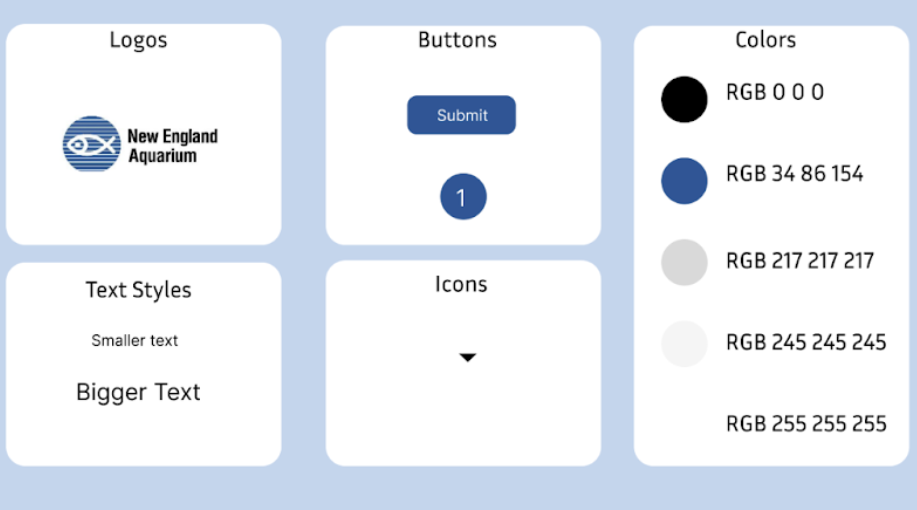 Logos
New England
Aquarium
Text Styles
Smaller text
Bigger Text
Buttons
Submit
1
Icons
Colors
RGB 0 0 0
RGB 34 86 154
RGB 217 217 217
RGB 245 245 245
RGB 255 255 255